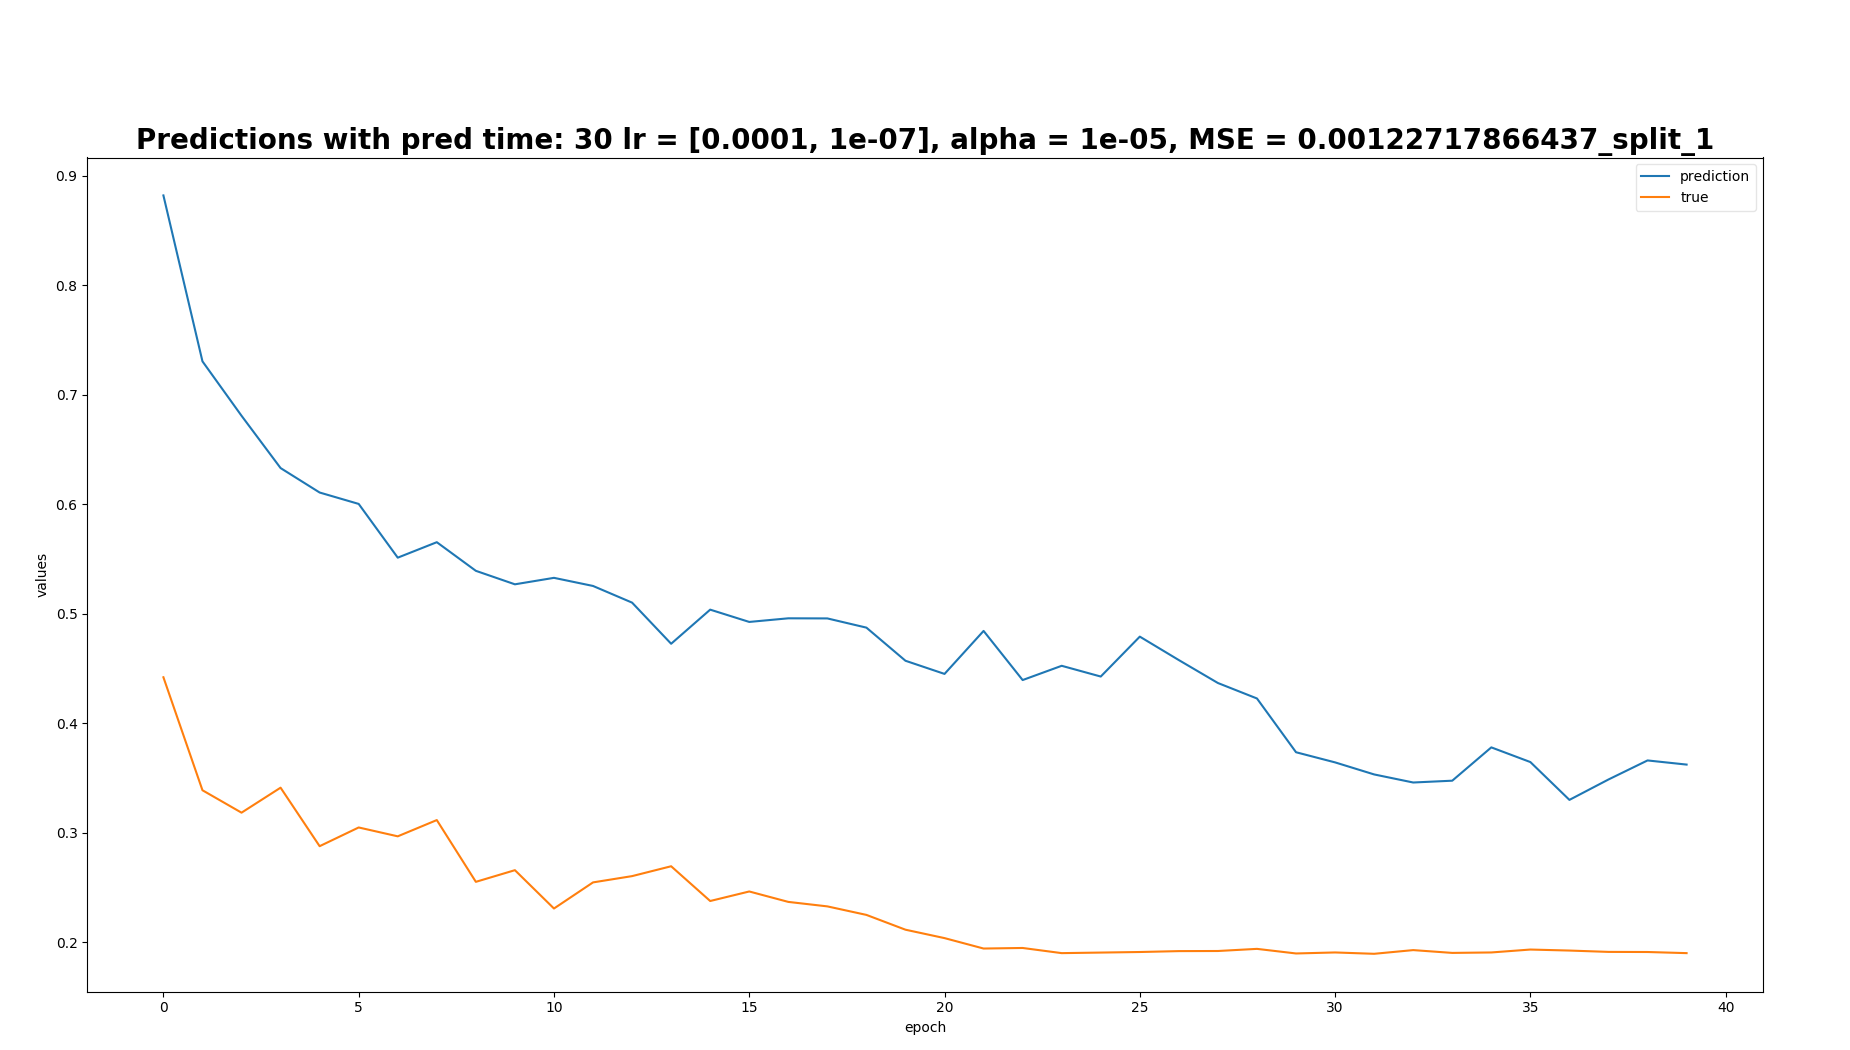 Predictions with pred time: 30 lr = [0.0001, 1e-07], alpha = 1e-05, MSE = 0.00122717866437_split_1
prediction
true
0.9
0.8
0.7
0.6
0.5
0.4
0.3
0.2
values
0 5 10 15 20 25 30 35 40
epoch